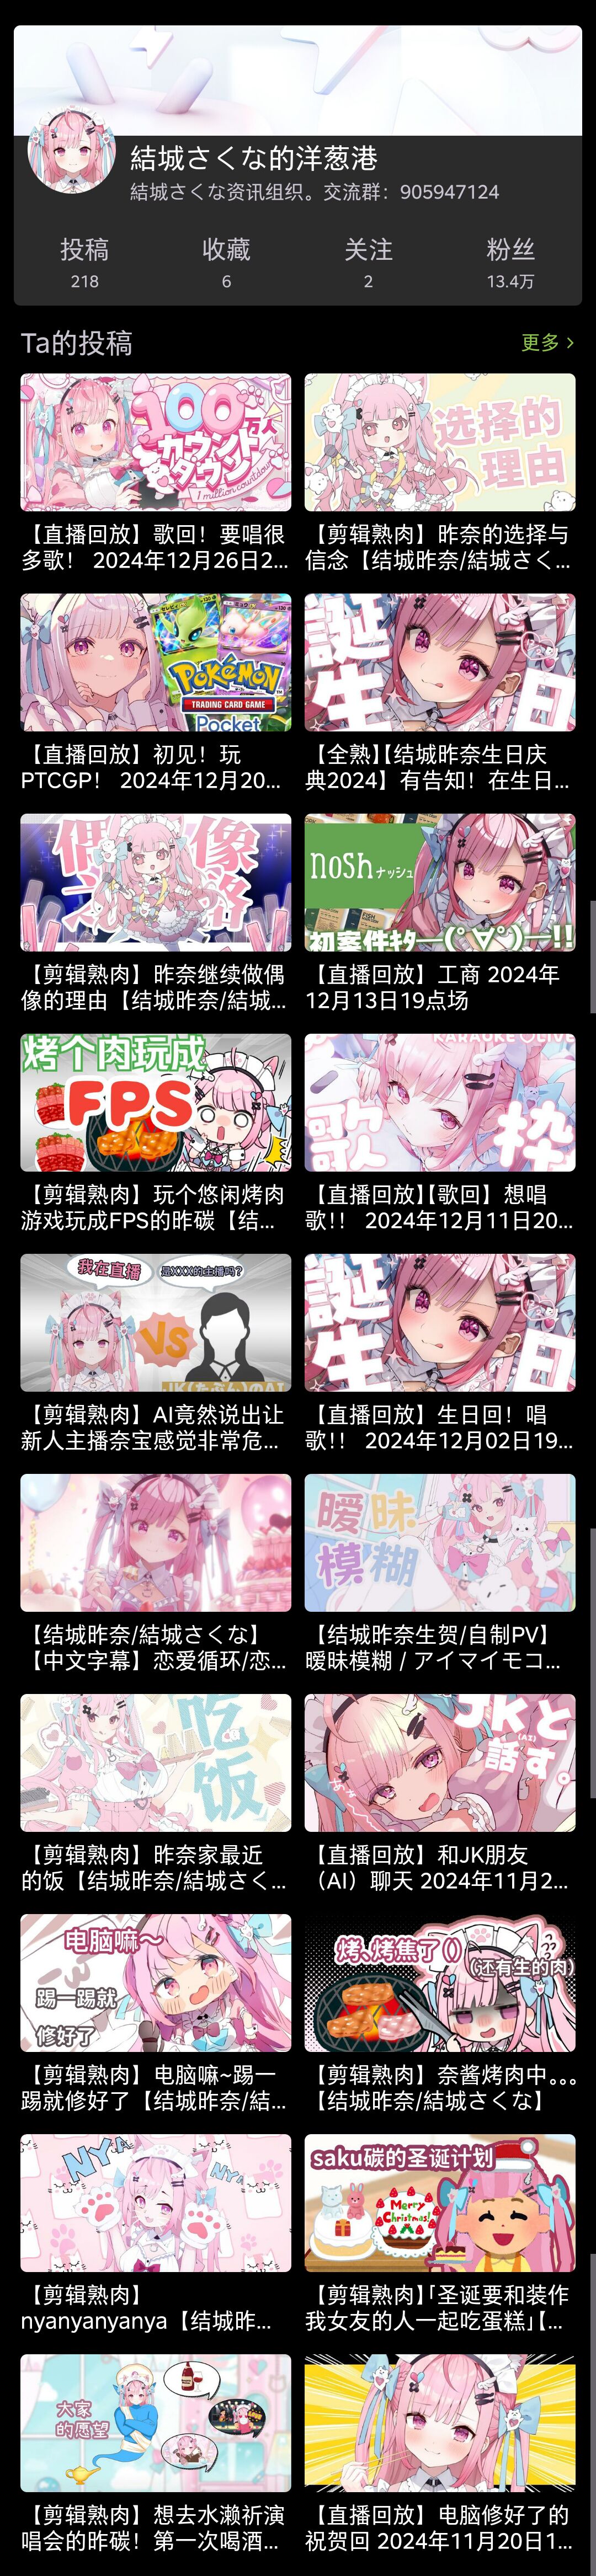 結城さくな的洋葱港
結城さくな资讯组织。交流群：905947124
投稿 收藏 关注 粉丝
218 6 2 13.4万
Ta的投稿 更多
100万人
カウントダウン
1 million countdown
【直播回放】歌回！要唱很
多歌！ 2024年12月26日2...
选择的
理由
【剪辑熟肉】昨奈的选择与
信念【结城昨奈/結城さく...
Pokémon
TRADING CARD GAME
Pocket
【直播回放】初见！玩
PTCGP！ 2024年12月20...
誕生日
【全熟】【结城昨奈生日庆
典2024】有告知！在生日...
偶像之路
【剪辑熟肉】昨奈继续做偶
像的理由【结城昨奈/結城...
nosh ナッシュ
初案件ｷﾀ—(ﾟ∀ﾟ)—!!
【直播回放】工商 2024年
12月13日19点场
烤个肉玩成
FPS
【剪辑熟肉】玩个悠闲烤肉
游戏玩成FPS的昨碳【结...
KARAOKE LIVE
歌枠
【直播回放】【歌回】想唱
歌！！ 2024年12月11日20...
我在直播
是XXX的主播吗？
VS
【剪辑熟肉】AI竟然说出让
新人主播奈宝感觉非常危...
誕生日
【直播回放】生日回！唱
歌！！ 2024年12月02日19...
【结城昨奈/結城さくな】
【中文字幕】恋爱循环/恋...
暧昧
模糊
【结城昨奈生贺/自制PV】
暧昧模糊 / アイマイモコ...
吃饭
【剪辑熟肉】昨奈家最近
的饭【结城昨奈/結城さく...
JKと
(AI)
話す。
【直播回放】和JK朋友
（AI）聊天 2024年11月2...
电脑嘛～
踢一踢就
修好了
【剪辑熟肉】电脑嘛~踢一
踢就修好了【结城昨奈/結...
烤、烤焦了（）
（还有生的肉）
【剪辑熟肉】奈酱烤肉中。。。
【结城昨奈/結城さくな】
NYA
NYA
【剪辑熟肉】
nyanyanyanya【结城昨...
saku碳的圣诞计划
Merry
Christmas!
【剪辑熟肉】「圣诞要和装作
我女友的人一起吃蛋糕」【...
大家
的愿望
【剪辑熟肉】想去水濑祈演
唱会的昨碳！第一次喝酒...
【直播回放】电脑修好了的
祝贺回 2024年11月20日1...